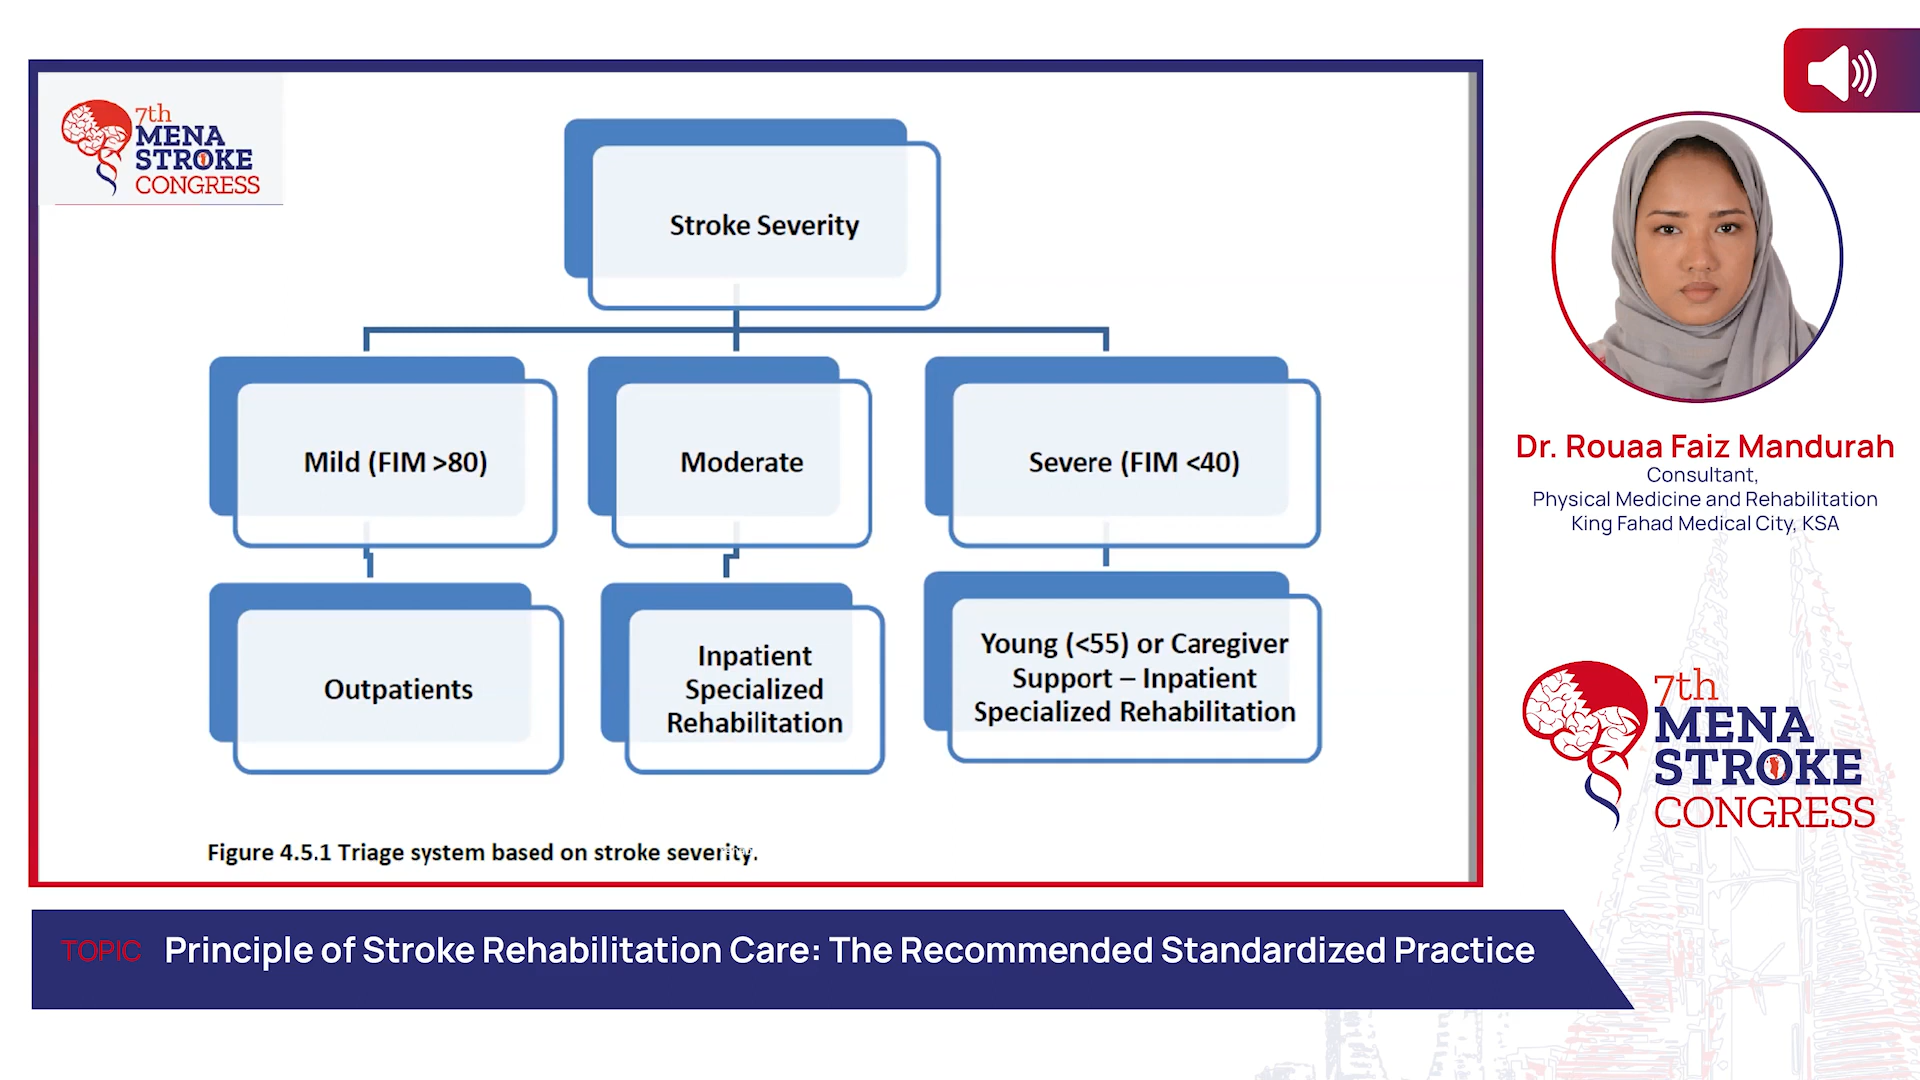 7th
MENA
STROKE
CONGRESS
Stroke Severity
Mild (FIM >80)
Moderate
Severe (FIM <40)
Outpatients
Inpatient
Specialized
Rehabilitation
Young (<55) or Caregiver
Support – Inpatient
Specialized Rehabilitation
Figure 4.5.1 Triage system based on stroke severity.
Dr. Rouaa Faiz Mandurah
Consultant,
Physical Medicine and Rehabilitation
King Fahad Medical City, KSA
7th
MENA
STROKE
CONGRESS
TOPIC Principle of Stroke Rehabilitation Care: The Recommended Standardized Practice